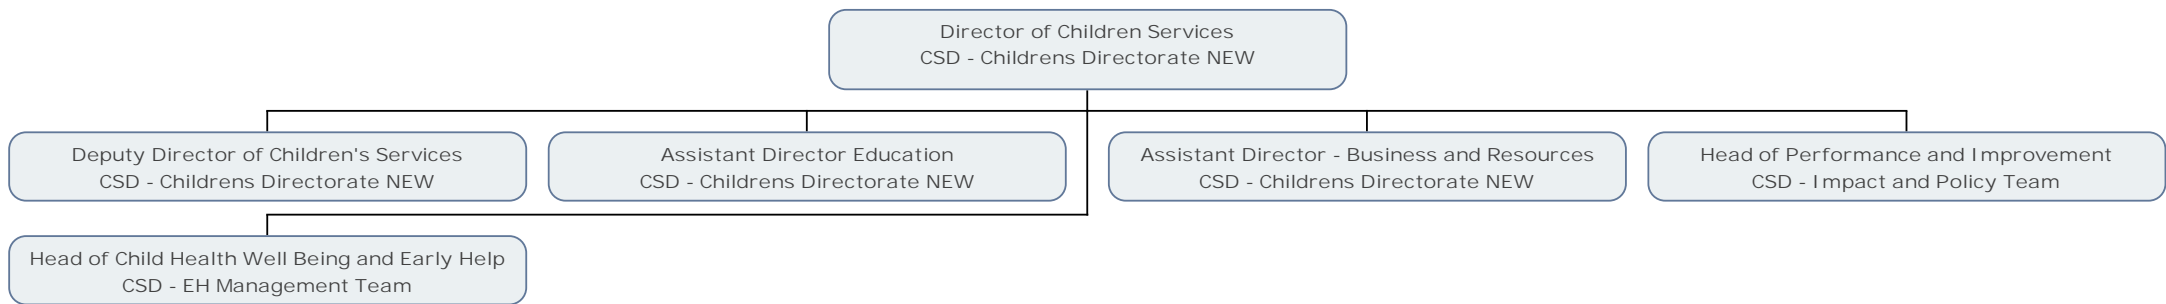 Director of Children Services
CSD - Childrens Directorate NEW
Deputy Director of Children's Services
CSD - Childrens Directorate NEW
Assistant Director Education
CSD - Childrens Directorate NEW
Assistant Director - Business and Resources
CSD - Childrens Directorate NEW
Head of Performance and Improvement
CSD - Impact and Policy Team
Head of Child Health Well Being and Early Help
CSD - EH Management Team